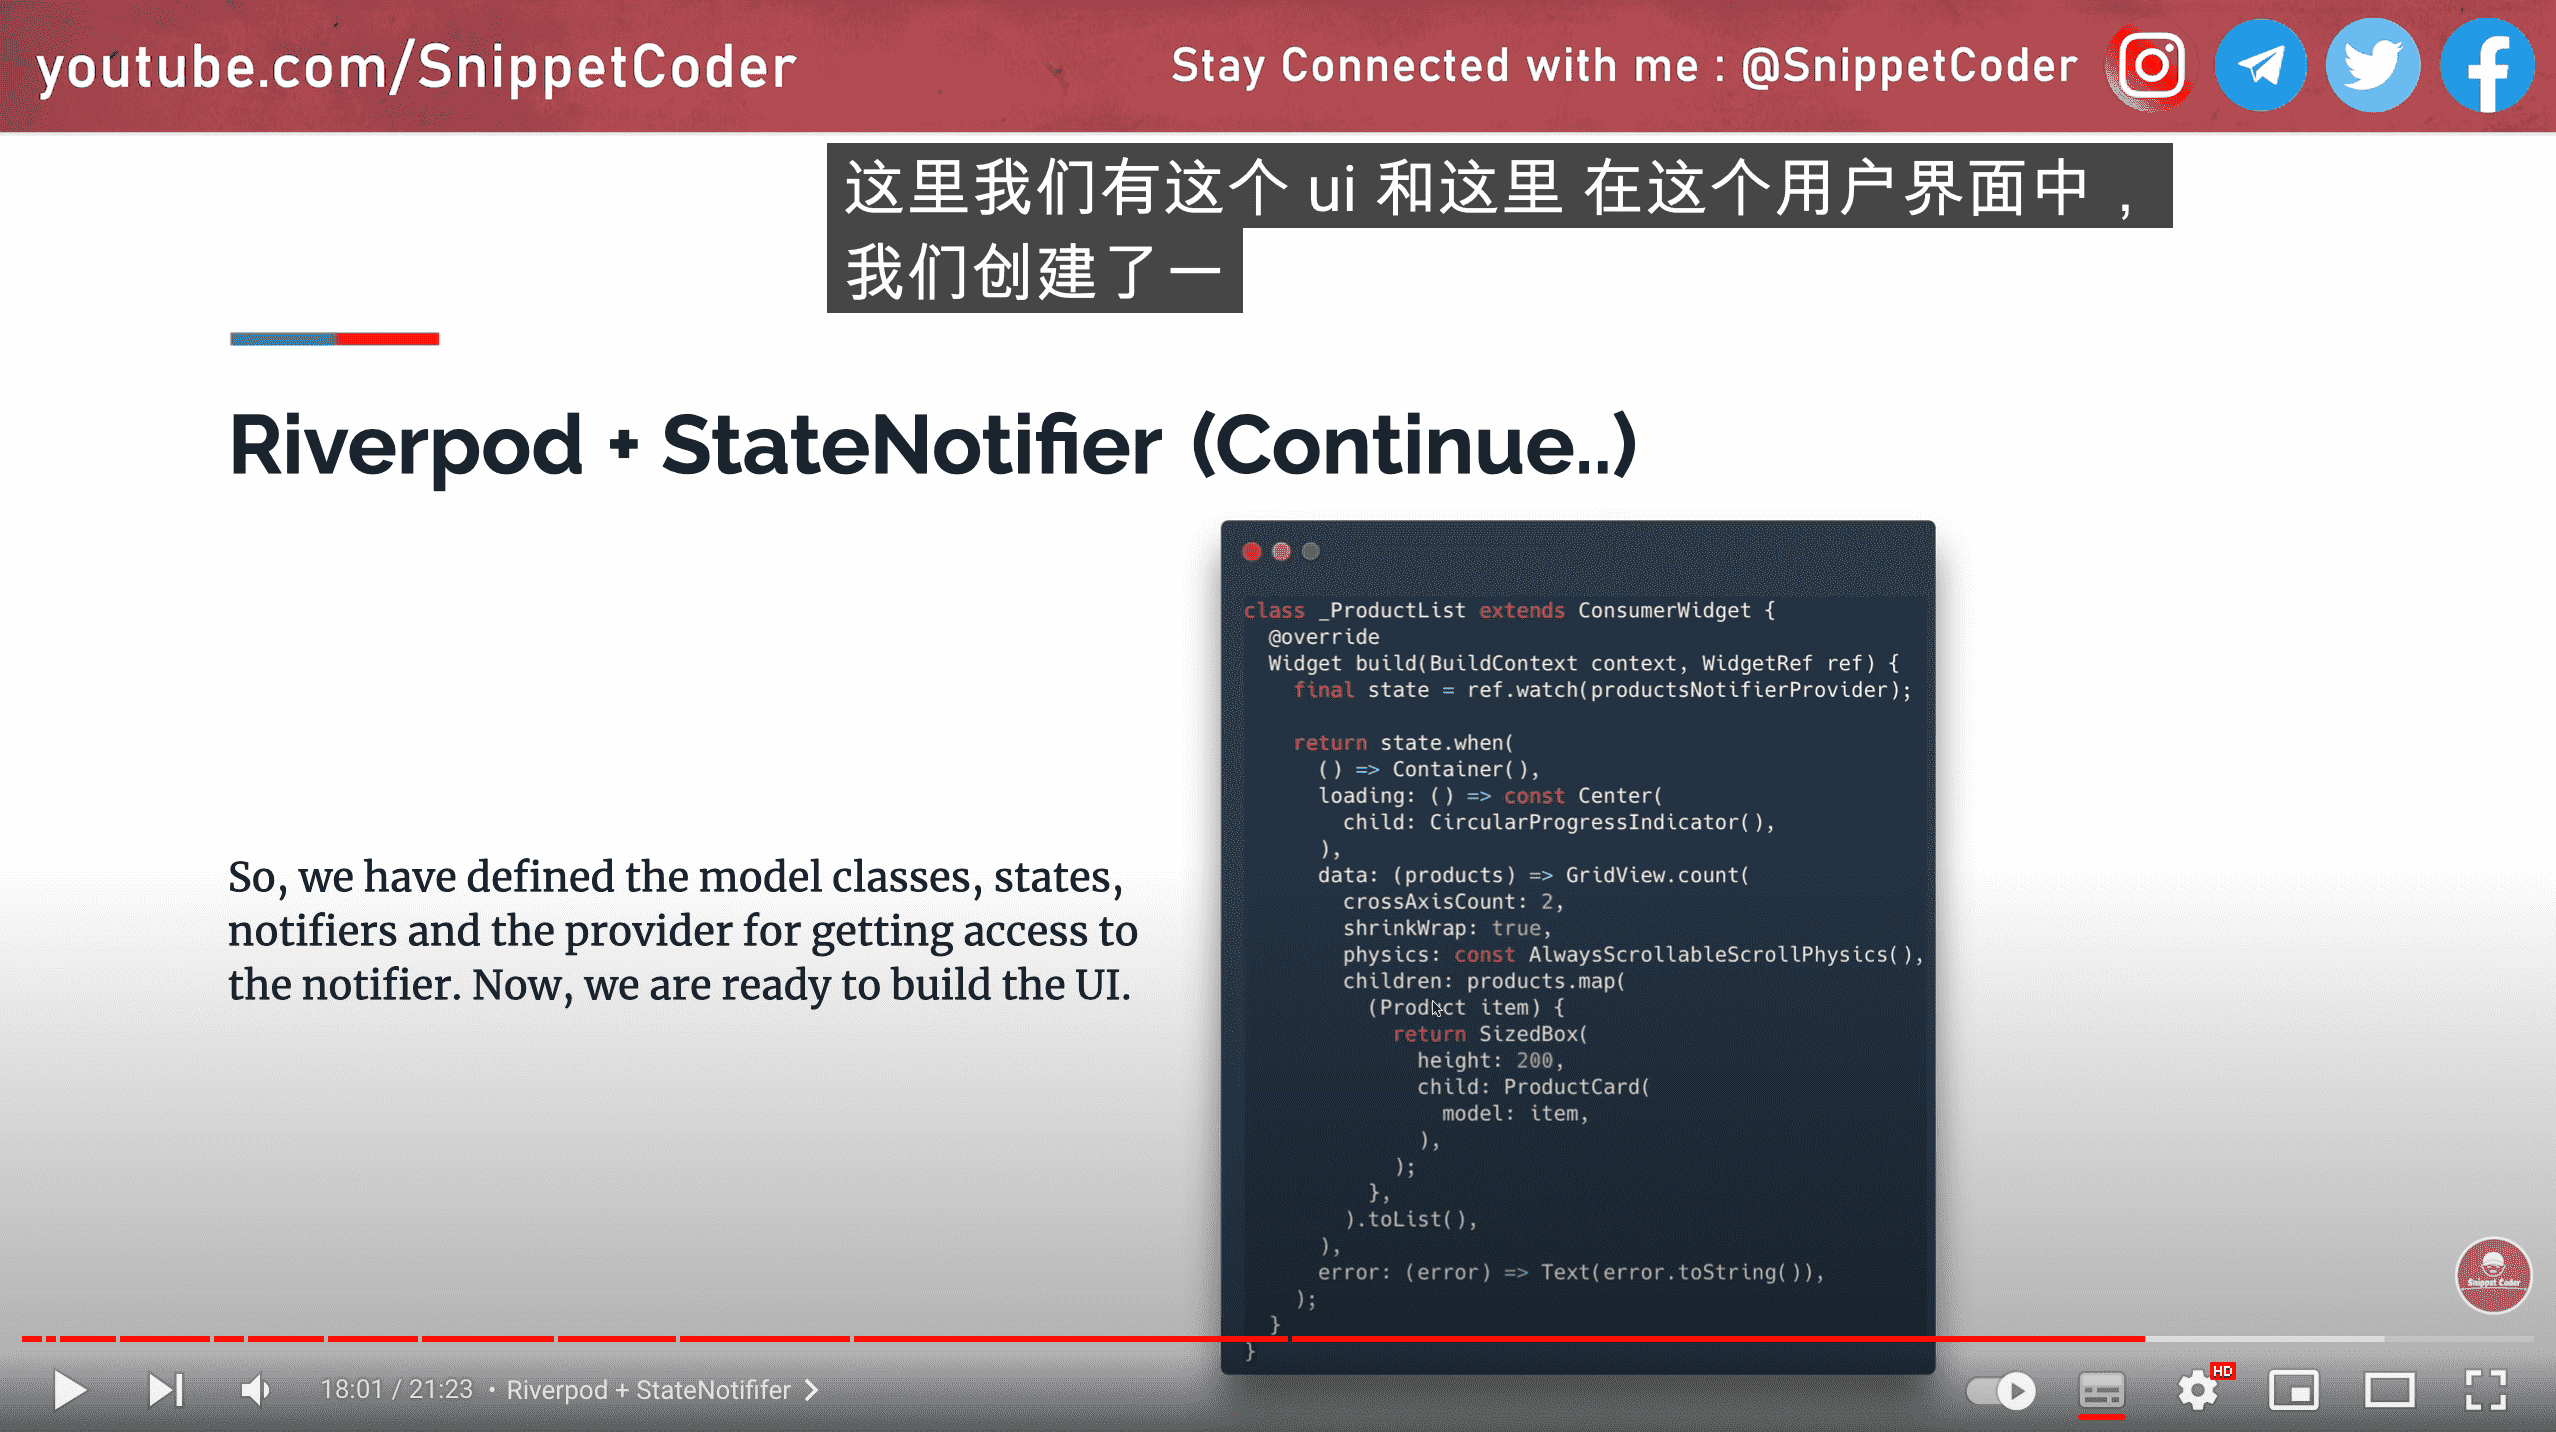 youtube.com/SnippetCoder
Stay Connected with me : @SnippetCoder
这里我们有这个 ui 和这里 在这个用户界面中，
我们创建了一
Riverpod + StateNotifier (Continue..)
So, we have defined the model classes, states,
notifiers and the provider for getting access to
the notifier. Now, we are ready to build the UI.
class _ProductList extends ConsumerWidget {
  @override
  Widget build(BuildContext context, WidgetRef ref) {
    final state = ref.watch(productsNotifierProvider);

    return state.when(
      () => Container(),
      loading: () => const Center(
        child: CircularProgressIndicator(),
      ),
      data: (products) => GridView.count(
        crossAxisCount: 2,
        shrinkWrap: true,
        physics: const AlwaysScrollableScrollPhysics(),
        children: products.map(
          (Product item) {
            return SizedBox(
              height: 200,
              child: ProductCard(
                model: item,
              ),
            );
          },
        ).toList(),
      ),
      error: (error) => Text(error.toString()),
    );
  }
}
Snippet Coder
18:01 / 21:23 • Riverpod + StateNotififer
HD